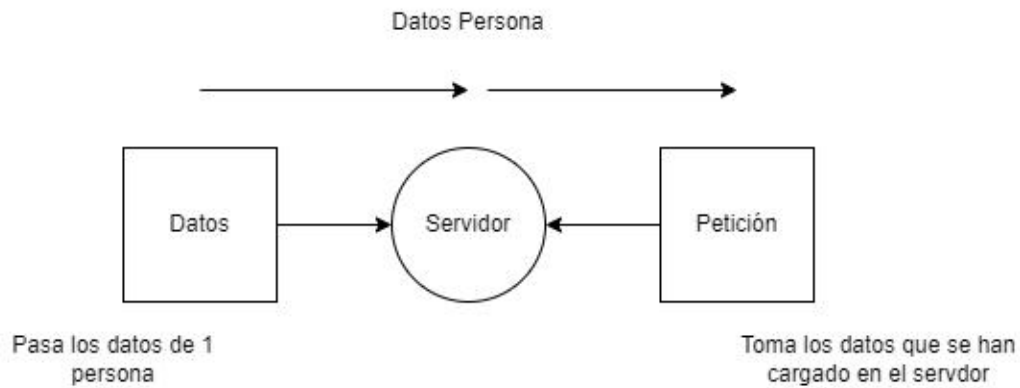 Datos Persona
Datos
Servidor
Petición
Pasa los datos de 1
persona
Toma los datos que se han
cargado en el servdor